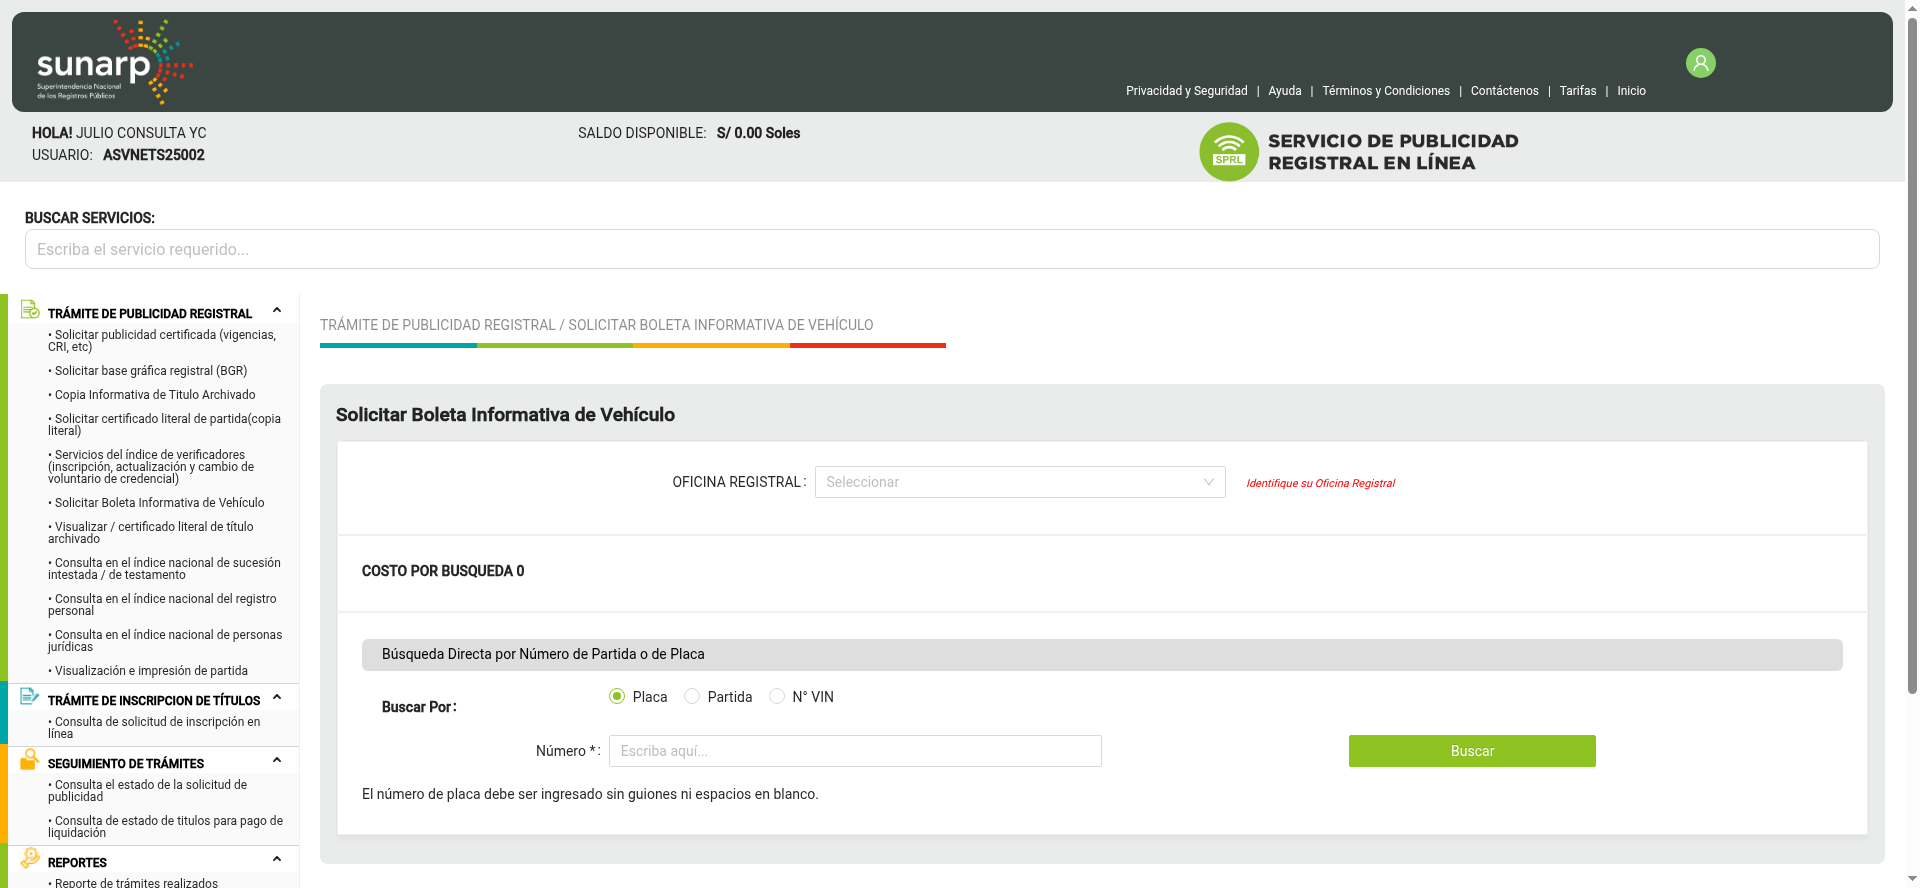 sunarp
Superintendencia Nacional
de los Registros Públicos
Privacidad y Seguridad | Ayuda | Términos y Condiciones | Contáctenos | Tarifas | Inicio
HOLA! JULIO CONSULTA YC
USUARIO: ASVNETS25002
SALDO DISPONIBLE: S/ 0.00 Soles
SPRL
SERVICIO DE PUBLICIDAD
REGISTRAL EN LÍNEA
BUSCAR SERVICIOS:
Escriba el servicio requerido...
TRÁMITE DE PUBLICIDAD REGISTRAL
• Solicitar publicidad certificada (vigencias,
CRI, etc)
• Solicitar base gráfica registral (BGR)
• Copia Informativa de Titulo Archivado
• Solicitar certificado literal de partida(copia
literal)
• Servicios del índice de verificadores
(inscripción, actualización y cambio de
voluntario de credencial)
• Solicitar Boleta Informativa de Vehículo
• Visualizar / certificado literal de título
archivado
• Consulta en el índice nacional de sucesión
intestada / de testamento
• Consulta en el índice nacional del registro
personal
• Consulta en el índice nacional de personas
jurídicas
• Visualización e impresión de partida
TRÁMITE DE INSCRIPCION DE TÍTULOS
• Consulta de solicitud de inscripción en
línea
SEGUIMIENTO DE TRÁMITES
• Consulta el estado de la solicitud de
publicidad
• Consulta de estado de titulos para pago de
liquidación
REPORTES
• Reporte de trámites realizados
TRÁMITE DE PUBLICIDAD REGISTRAL / SOLICITAR BOLETA INFORMATIVA DE VEHÍCULO
Solicitar Boleta Informativa de Vehículo
OFICINA REGISTRAL: Seleccionar Identifique su Oficina Registral
COSTO POR BUSQUEDA 0
Búsqueda Directa por Número de Partida o de Placa
Buscar Por: Placa Partida N° VIN
Número *: Escriba aquí... Buscar
El número de placa debe ser ingresado sin guiones ni espacios en blanco.